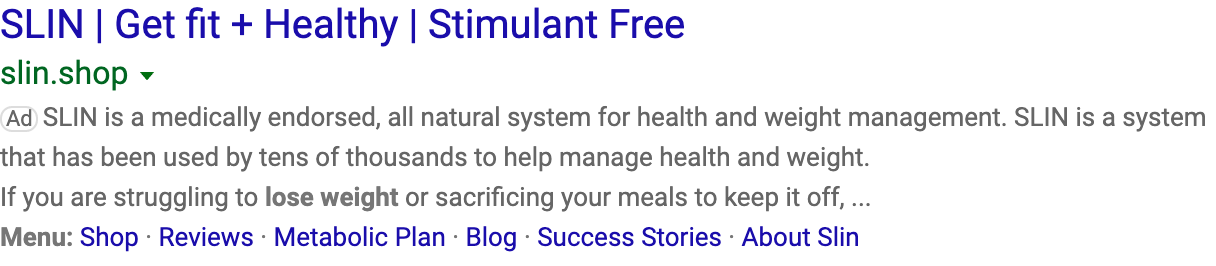 SLIN | Get fit + Healthy | Stimulant Free
slin.shop
Ad SLIN is a medically endorsed, all natural system for health and weight management. SLIN is a system
that has been used by tens of thousands to help manage health and weight.
If you are struggling to lose weight or sacrificing your meals to keep it off, ...
Menu: Shop · Reviews · Metabolic Plan · Blog · Success Stories · About Slin